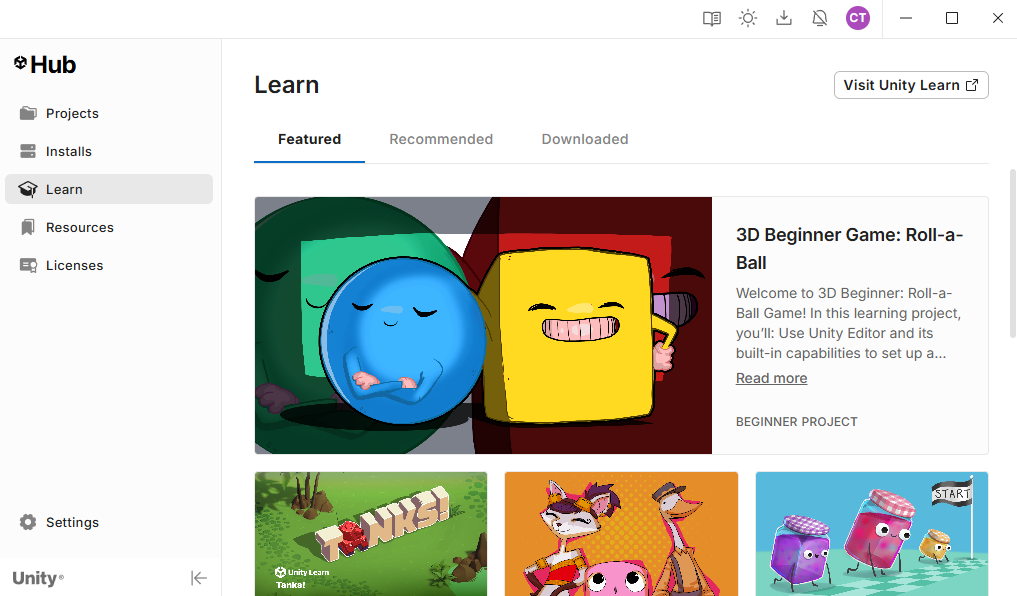 CT
Hub
Projects
Installs
Learn
Resources
Licenses
Settings
Unity®
Learn
Visit Unity Learn
Featured
Recommended
Downloaded
3D Beginner Game: Roll-a-
Ball
Welcome to 3D Beginner: Roll-a-
Ball Game! In this learning project,
you’ll: Use Unity Editor and its
built-in capabilities to set up a...
Read more
BEGINNER PROJECT
TANKS!
Unity Learn
Tanks!
START